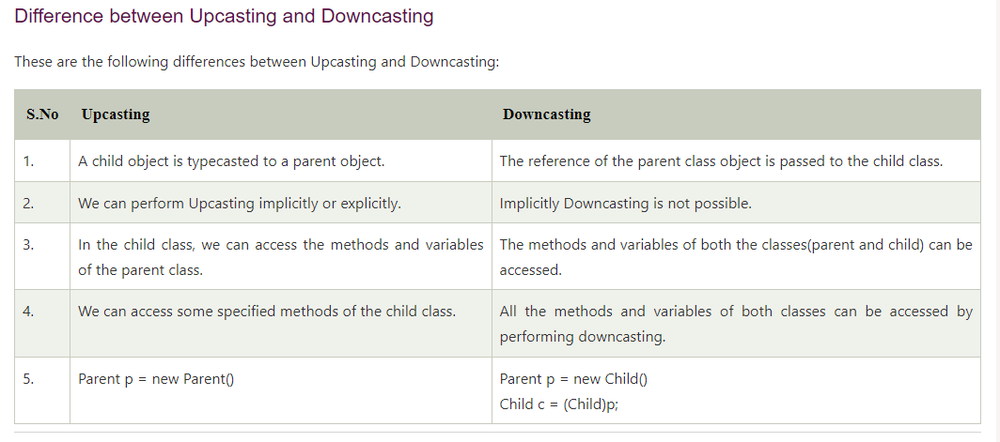 Difference between Upcasting and Downcasting
These are the following differences between Upcasting and Downcasting:
S.No Upcasting Downcasting
1. A child object is typecasted to a parent object. The reference of the parent class object is passed to the child class.
2. We can perform Upcasting implicitly or explicitly. Implicitly Downcasting is not possible.
3. In the child class, we can access the methods and variables
of the parent class.
The methods and variables of both the classes(parent and child) can be
accessed.
4. We can access some specified methods of the child class.
All the methods and variables of both classes can be accessed by
performing downcasting.
5. Parent p = new Parent()
Parent p = new Child()
Child c = (Child)p;